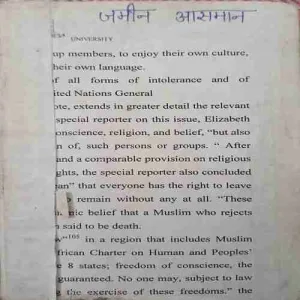 जमीन आसमान
UNIVERSITY
up members, to enjoy their own culture,
heir own language.
f all forms of intolerance and of
ited Nations General
ote, extends in greater detail the relevant
special reporter on this issue, Elizabeth
onscience, religion, and belief, "but also
n of, such persons or groups. " After
and a comparable provision on religious
ghts, the special reporter also concluded
an" that everyone has the right to leave
remain without any at all. "These
belief that a Muslim who rejects
said to be death.
w"105 in a region that includes Muslim
frican Charter on Human and Peoples'
e 8 states; freedom of conscience, the
guaranteed. No one may, subject to law
g the exercise of these freedoms." the